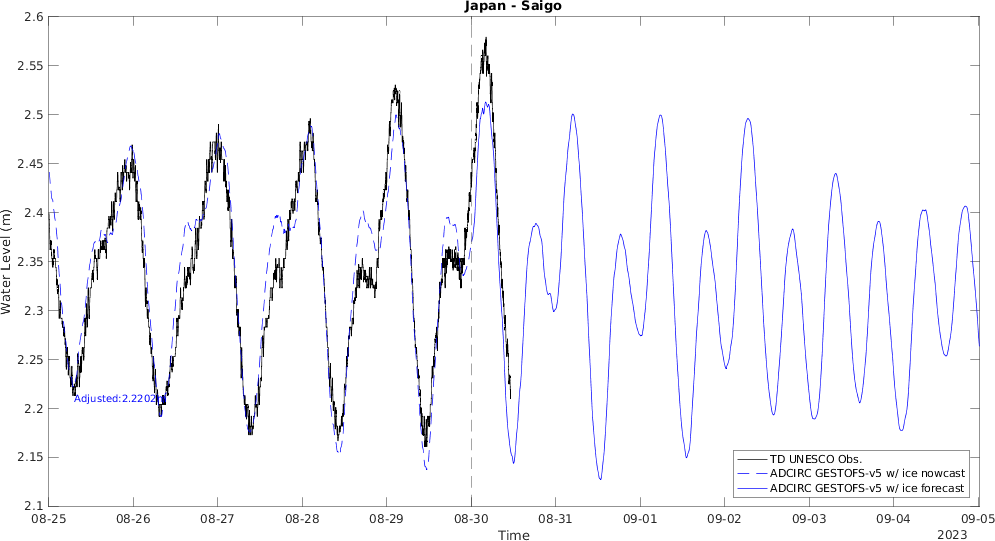 Japan - Saigo
2.6
2.55
2.5
2.45
2.4
2.35
2.3
2.25
2.2
2.15
2.1
Water Level (m)
Adjusted:2.2202
TD UNESCO Obs.
ADCIRC GESTOFS-v5 w/ ice nowcast
ADCIRC GESTOFS-v5 w/ ice forecast
08-25 08-26 08-27 08-28 08-29 08-30 08-31 09-01 09-02 09-03 09-04 09-05
Time
2023